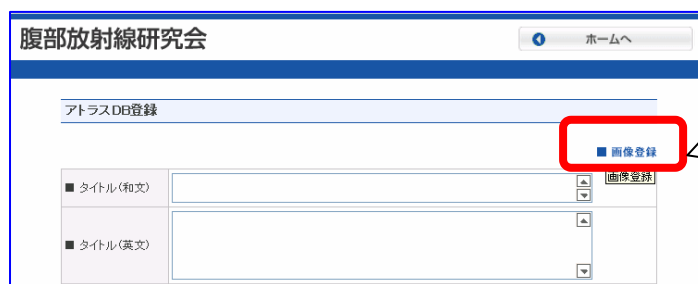 腹部放射線研究会
ホームへ
アトラスDB登録
■ 画像登録
画像登録
■ タイトル(和文)
■ タイトル(英文)